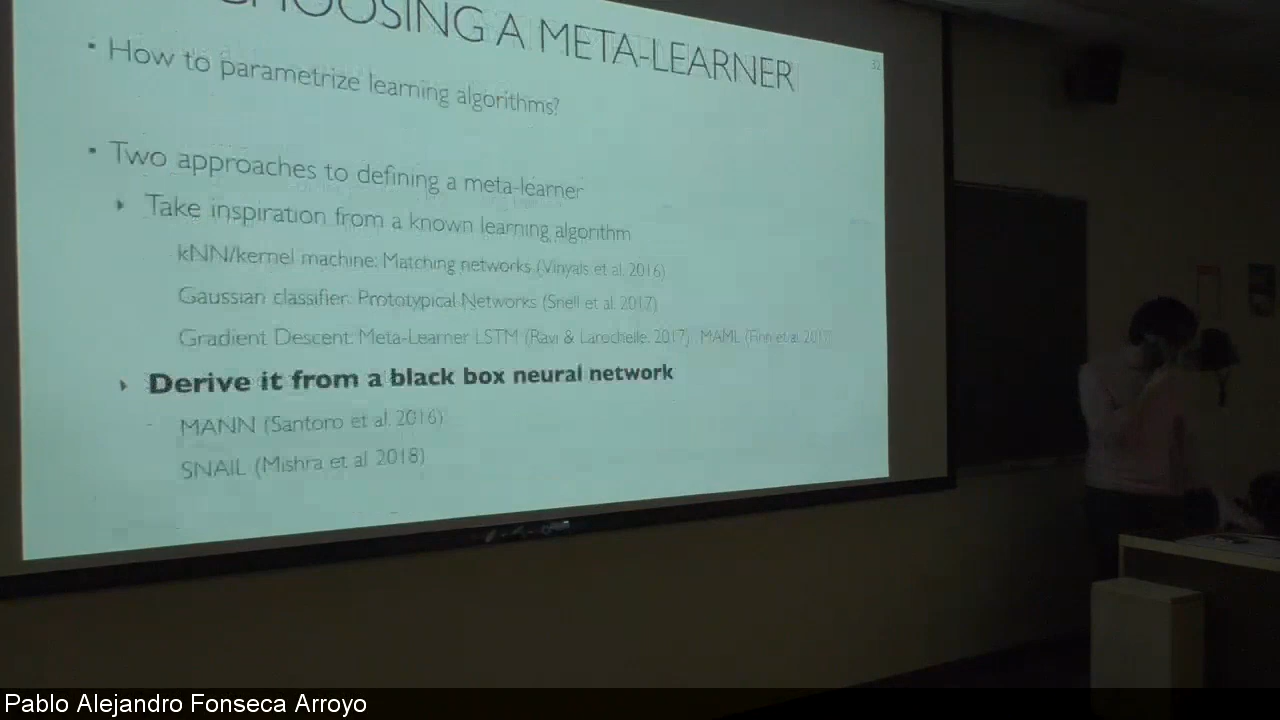 CHOOSING A META-LEARNER
32
• How to parametrize learning algorithms?
• Two approaches to defining a meta-learner
‣ Take inspiration from a known learning algorithm
kNN/kernel machine: Matching networks (Vinyals et al. 2016)
Gaussian classifier: Prototypical Networks (Snell et al. 2017)
Gradient Descent: Meta-Learner LSTM (Ravi & Larochelle, 2017), MAML (Finn et al. 2017)
‣ Derive it from a black box neural network
- MANN (Santoro et al. 2016)
SNAIL (Mishra et al 2018)
Pablo Alejandro Fonseca Arroyo